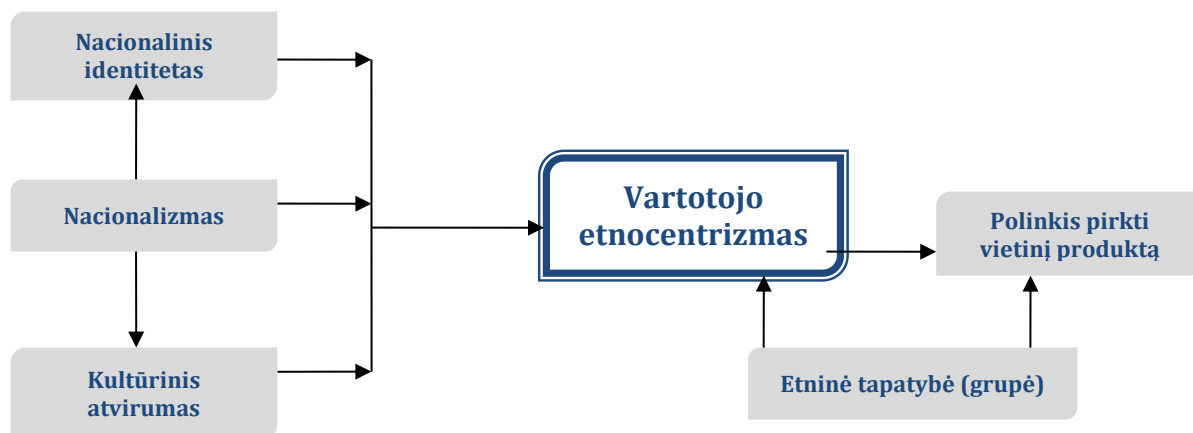 Nacionalinis
identitetas
Nacionalizmas
Kultūrinis
atvirumas
Vartotojo
etnocentrizmas
Polinkis pirkti
vietinį produktą
Etninė tapatybė (grupė)